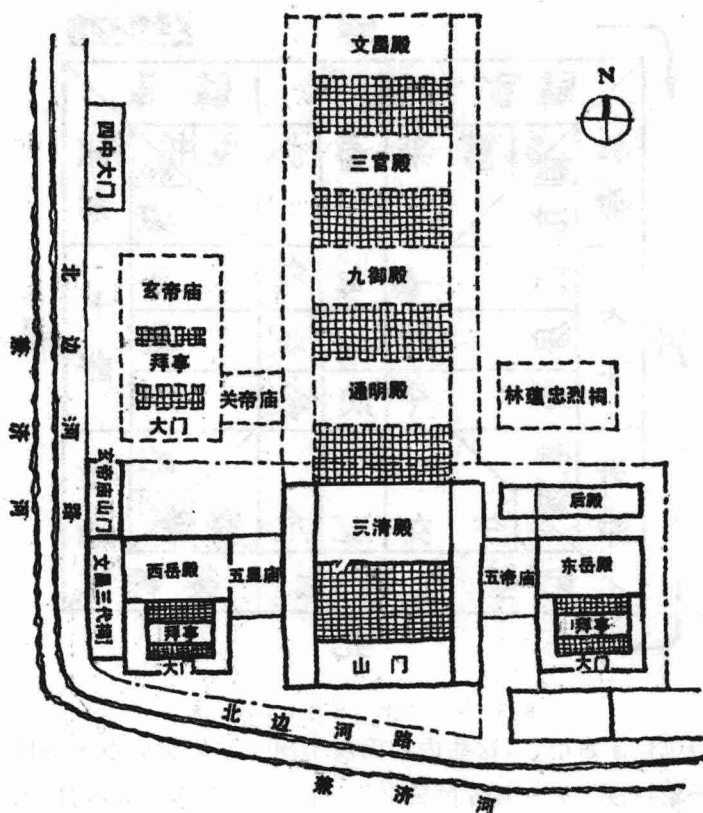 文昌殿
N
四中大门
三官殿
北边河路
兼济河
玄帝庙
拜亭
大门
关帝庙
九御殿
通明殿
林蕴忠烈祠
玄帝庙山门
文昌三代祠
三清殿
后殿
西岳殿
五显庙
五帝庙
东岳殿
拜亭
大门
山门
拜亭
大门
北边河路
兼济河